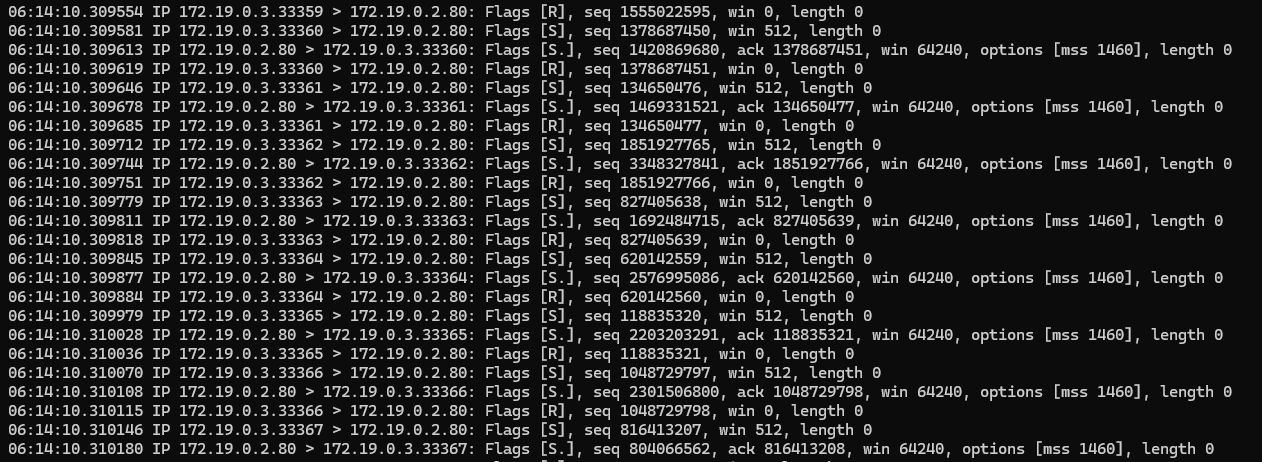 06:14:10.309554 IP 172.19.0.3.33359 > 172.19.0.2.80: Flags [R], seq 1555022595, win 0, length 0
06:14:10.309581 IP 172.19.0.3.33360 > 172.19.0.2.80: Flags [S], seq 1378687450, win 512, length 0
06:14:10.309613 IP 172.19.0.2.80 > 172.19.0.3.33360: Flags [S.], seq 1420869680, ack 1378687451, win 64240, options [mss 1460], length 0
06:14:10.309619 IP 172.19.0.3.33360 > 172.19.0.2.80: Flags [R], seq 1378687451, win 0, length 0
06:14:10.309646 IP 172.19.0.3.33361 > 172.19.0.2.80: Flags [S], seq 134650476, win 512, length 0
06:14:10.309678 IP 172.19.0.2.80 > 172.19.0.3.33361: Flags [S.], seq 1469331521, ack 134650477, win 64240, options [mss 1460], length 0
06:14:10.309685 IP 172.19.0.3.33361 > 172.19.0.2.80: Flags [R], seq 134650477, win 0, length 0
06:14:10.309712 IP 172.19.0.3.33362 > 172.19.0.2.80: Flags [S], seq 1851927765, win 512, length 0
06:14:10.309744 IP 172.19.0.2.80 > 172.19.0.3.33362: Flags [S.], seq 3348327841, ack 1851927766, win 64240, options [mss 1460], length 0
06:14:10.309751 IP 172.19.0.3.33362 > 172.19.0.2.80: Flags [R], seq 1851927766, win 0, length 0
06:14:10.309779 IP 172.19.0.3.33363 > 172.19.0.2.80: Flags [S], seq 827405638, win 512, length 0
06:14:10.309811 IP 172.19.0.2.80 > 172.19.0.3.33363: Flags [S.], seq 1692484715, ack 827405639, win 64240, options [mss 1460], length 0
06:14:10.309818 IP 172.19.0.3.33363 > 172.19.0.2.80: Flags [R], seq 827405639, win 0, length 0
06:14:10.309845 IP 172.19.0.3.33364 > 172.19.0.2.80: Flags [S], seq 620142559, win 512, length 0
06:14:10.309877 IP 172.19.0.2.80 > 172.19.0.3.33364: Flags [S.], seq 2576995086, ack 620142560, win 64240, options [mss 1460], length 0
06:14:10.309884 IP 172.19.0.3.33364 > 172.19.0.2.80: Flags [R], seq 620142560, win 0, length 0
06:14:10.309979 IP 172.19.0.3.33365 > 172.19.0.2.80: Flags [S], seq 118835320, win 512, length 0
06:14:10.310028 IP 172.19.0.2.80 > 172.19.0.3.33365: Flags [S.], seq 2203203291, ack 118835321, win 64240, options [mss 1460], length 0
06:14:10.310036 IP 172.19.0.3.33365 > 172.19.0.2.80: Flags [R], seq 118835321, win 0, length 0
06:14:10.310070 IP 172.19.0.3.33366 > 172.19.0.2.80: Flags [S], seq 1048729797, win 512, length 0
06:14:10.310108 IP 172.19.0.2.80 > 172.19.0.3.33366: Flags [S.], seq 2301506800, ack 1048729798, win 64240, options [mss 1460], length 0
06:14:10.310115 IP 172.19.0.3.33366 > 172.19.0.2.80: Flags [R], seq 1048729798, win 0, length 0
06:14:10.310146 IP 172.19.0.3.33367 > 172.19.0.2.80: Flags [S], seq 816413207, win 512, length 0
06:14:10.310180 IP 172.19.0.2.80 > 172.19.0.3.33367: Flags [S.], seq 804066562, ack 816413208, win 64240, options [mss 1460], length 0